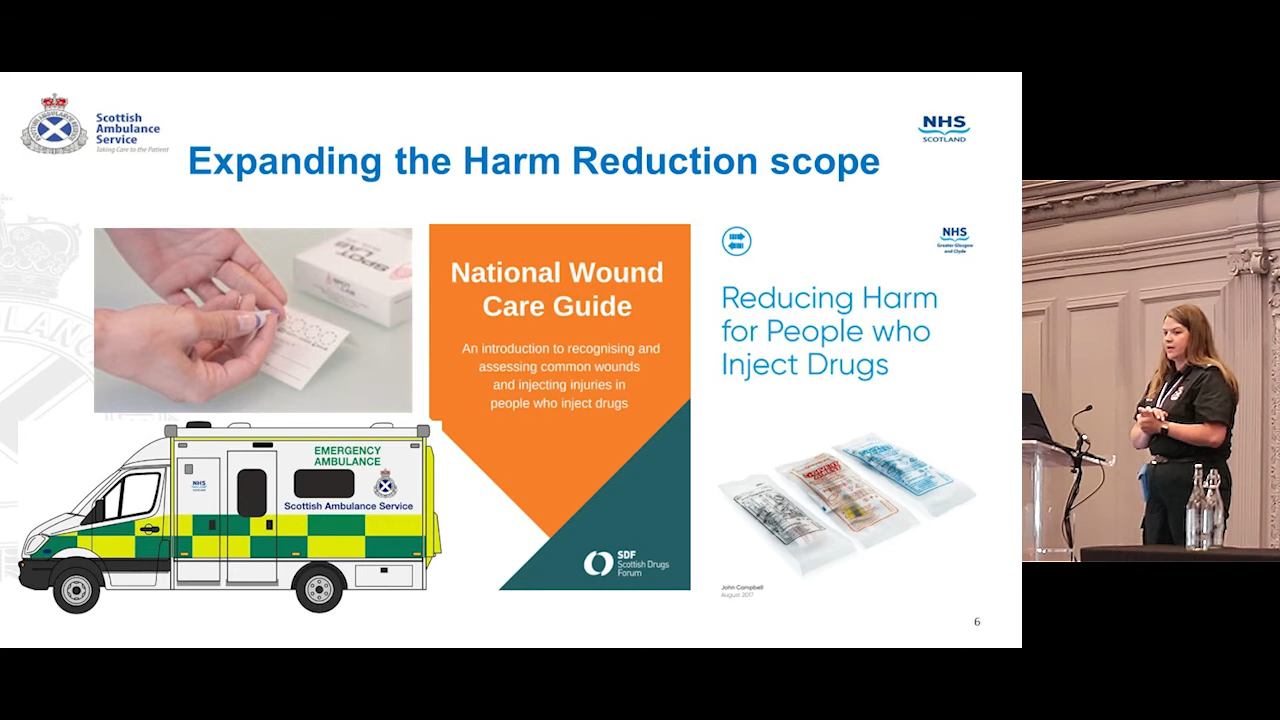 Scottish
Ambulance
Service
Taking Care to the Patient
NHS
SCOTLAND
Expanding the Harm Reduction scope
SPOT
LAB
National Wound
Care Guide
An introduction to recognising and
assessing common wounds
and injecting injuries in
people who inject drugs
SDF
Scottish Drugs
Forum
NHS
Greater Glasgow
and Clyde
Reducing Harm
for People who
Inject Drugs
John Campbell
August 2017
EMERGENCY
AMBULANCE
NHS
SCOTLAND
Scottish Ambulance Service
6